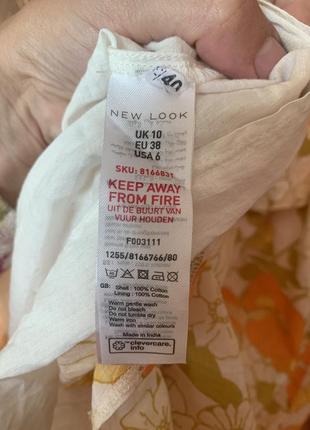 40
NEW LOOK
UK 10
EU 38
USA 6
SKU: 8166831
KEEP AWAY
FROM FIRE
UIT DE BUURT VAN
VUUR HOUDEN
F003111
1255/8166766/80
GB: Shell : 100% Cotton
Lining : 100% Cotton
Warm gentle wash
Do not bleach
Do not tumble dry
Warm iron
Wash with similar colours
Made in India
clevercare.
info